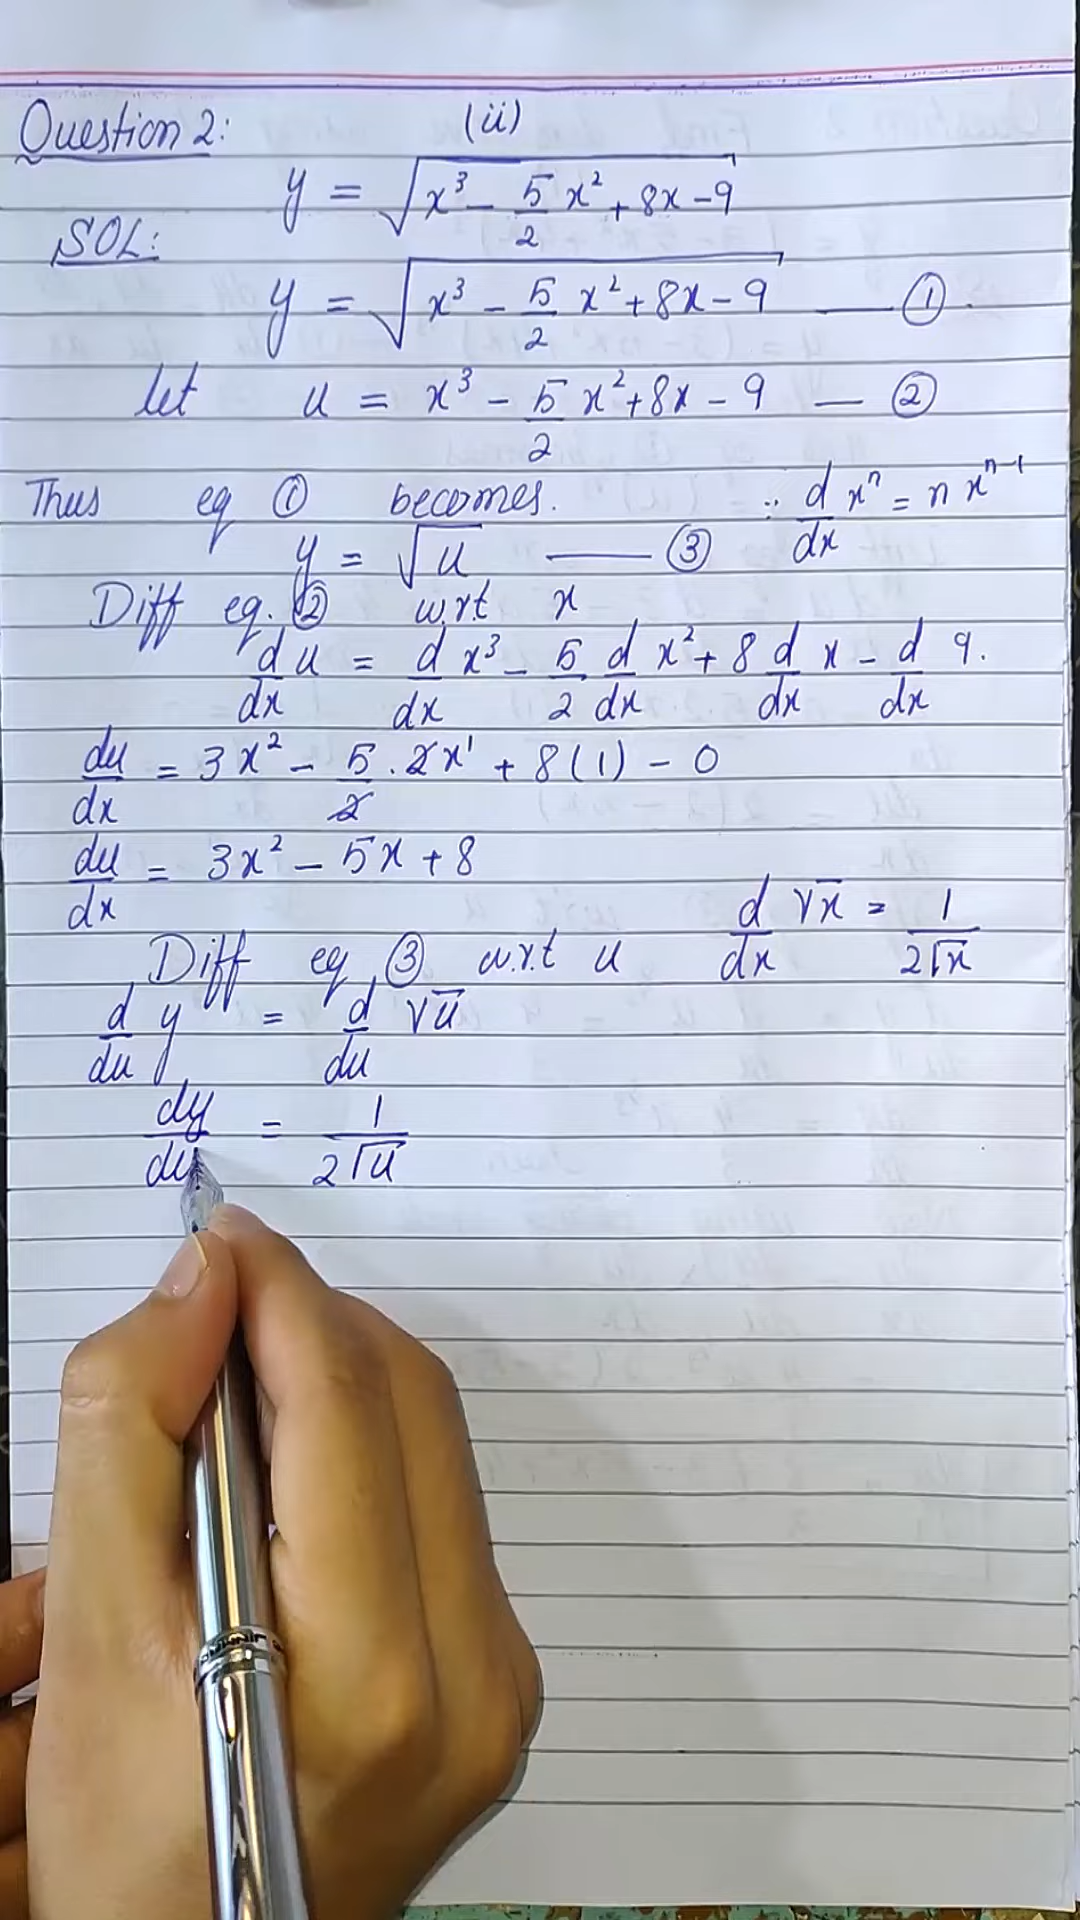 Question 2: (ii)
y = √(x³ - 5/2 x² + 8x - 9)
SOL:
y = √(x³ - 5/2 x² + 8x - 9) — ①
let u = x³ - 5/2 x² + 8x - 9 — ②
Thus eq ① becomes. ∵ d/dx xⁿ = n xⁿ⁻¹
y = √u — ③
Diff eq. ② w.r.t x
d/dx u = d/dx x³ - 5/2 d/dx x² + 8 d/dx x - d/dx 9.
du/dx = 3x² - 5/2 . 2x¹ + 8(1) - 0
du/dx = 3x² - 5x + 8
Diff eq ③ w.r.t u d/dx √x = 1/2√x
d/du y = d/du √u
dy/du = 1/2√u